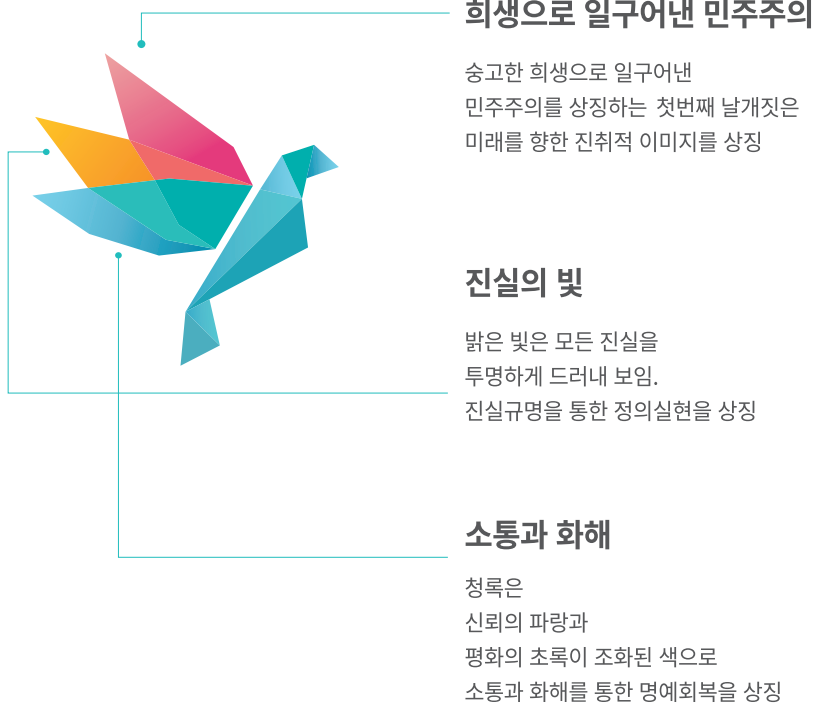 희생으로 일구어낸 민주주의
숭고한 희생으로 일구어낸
민주주의를 상징하는 첫번째 날개짓은
미래를 향한 진취적 이미지를 상징
진실의 빛
밝은 빛은 모든 진실을
투명하게 드러내 보임.
진실규명을 통한 정의실현을 상징
소통과 화해
청록은
신뢰의 파랑과
평화의 초록이 조화된 색으로
소통과 화해를 통한 명예회복을 상징